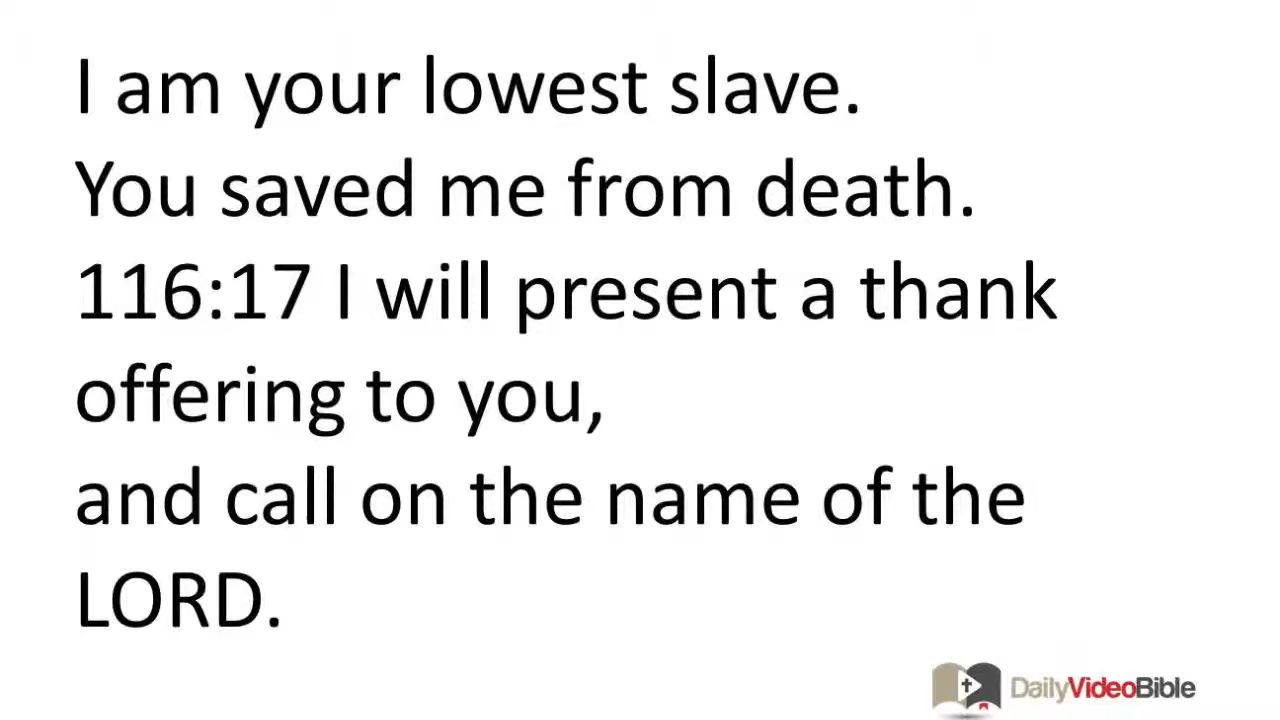 I am your lowest slave.
You saved me from death.
116:17 I will present a thank
offering to you,
and call on the name of the
LORD.
DailyVideoBible